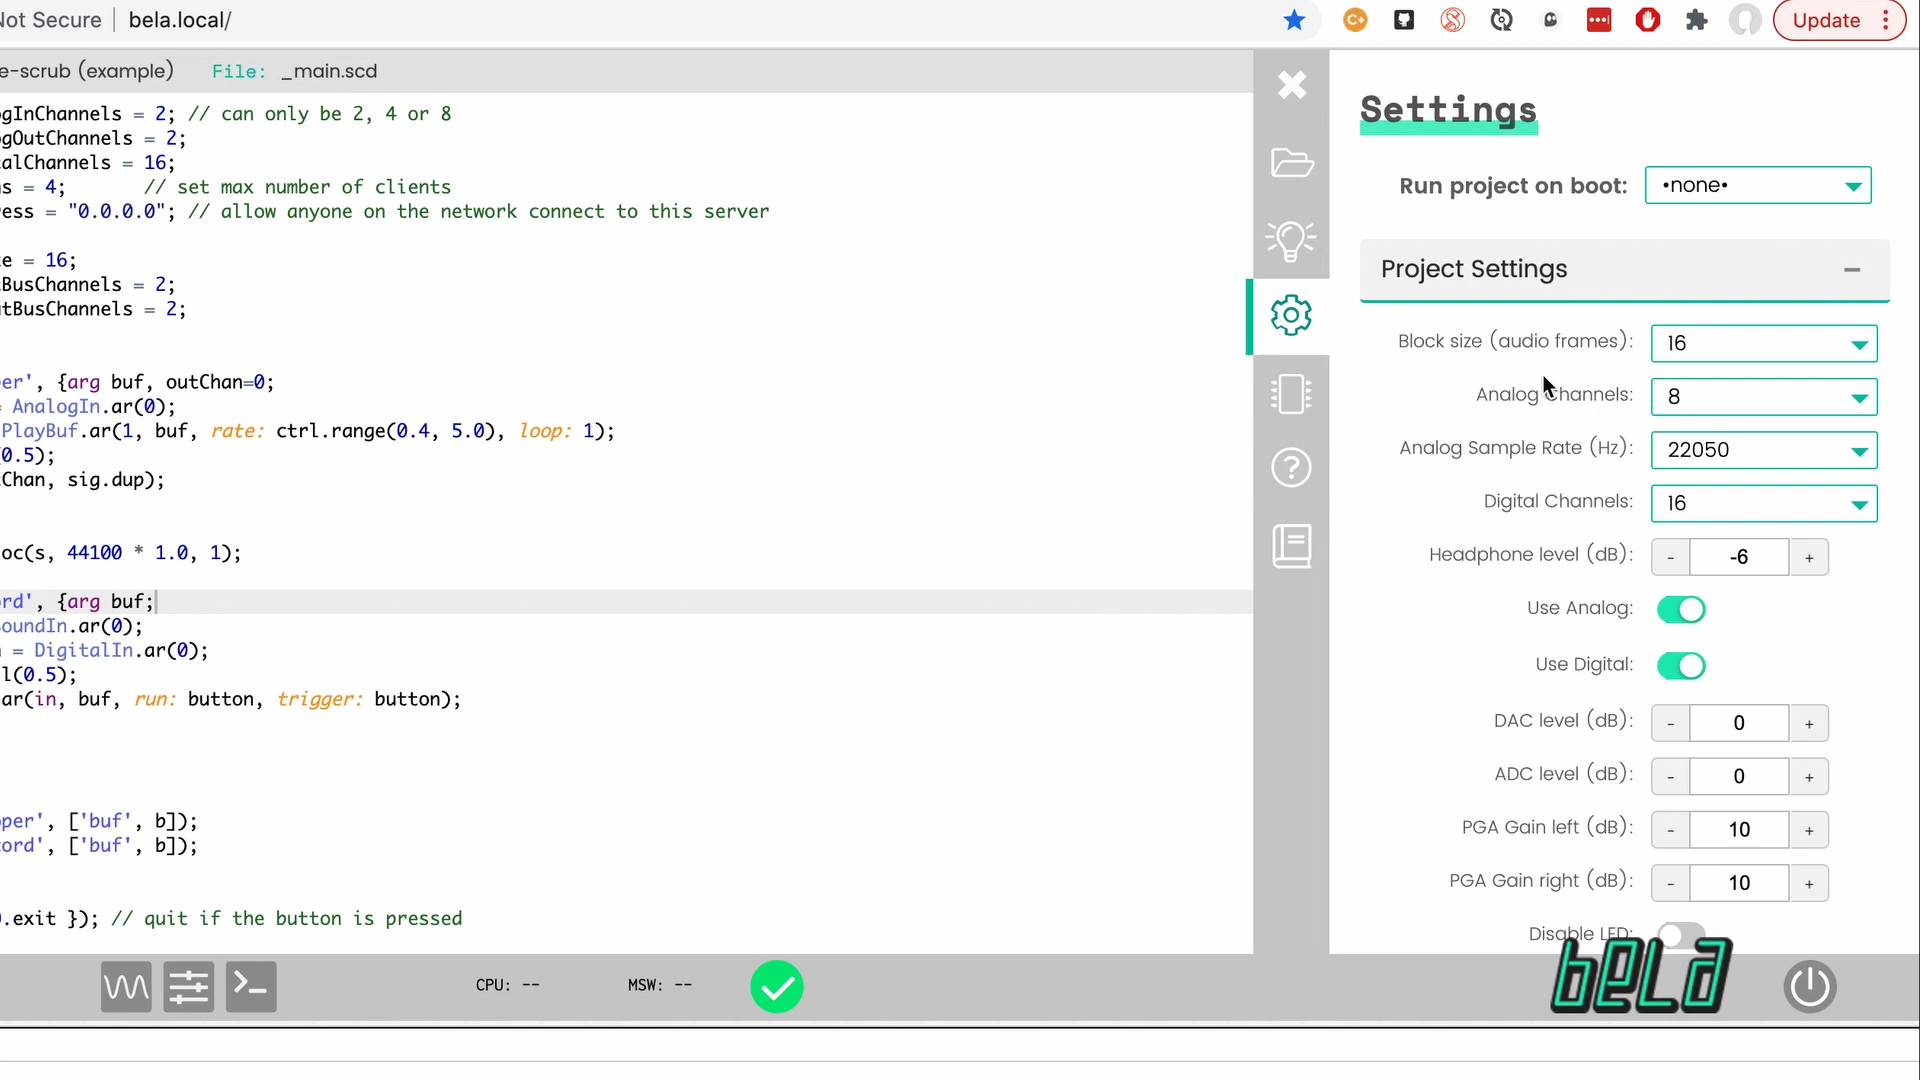 Not Secure
bela.local/
Update
e-scrub (example) File: _main.scd
gInChannels = 2; // can only be 2, 4 or 8
gOutChannels = 2;
alChannels = 16;
s = 4; // set max number of clients
ress = "0.0.0.0"; // allow anyone on the network connect to this server
e = 16;
BusChannels = 2;
utBusChannels = 2;
er', {arg buf, outChan=0;
= AnalogIn.ar(0);
PlayBuf.ar(1, buf, rate: ctrl.range(0.4, 5.0), loop: 1);
0.5);
Chan, sig.dup);
oc(s, 44100 * 1.0, 1);
rd', {arg buf;
oundIn.ar(0);
= DigitalIn.ar(0);
l(0.5);
ar(in, buf, run: button, trigger: button);
per', ['buf', b]);
ord', ['buf', b]);
.exit }); // quit if the button is pressed
CPU: --
MSW: --
Settings
Run project on boot: •none•
Project Settings
Block size (audio frames): 16
Analog Channels: 8
Analog Sample Rate (Hz): 22050
Digital Channels: 16
Headphone level (dB): - -6 +
Use Analog:
Use Digital:
DAC level (dB): - 0 +
ADC level (dB): - 0 +
PGA Gain left (dB): - 10 +
PGA Gain right (dB): - 10 +
Disable LED:
bela